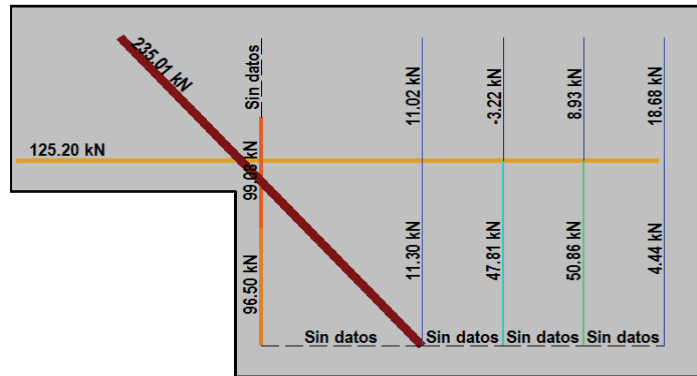 235.01 kN
Sin datos
11.02 kN
-3.22 kN
8.93 kN
18.68 kN
125.20 kN
99.08 kN
96.50 kN
11.30 kN
47.81 kN
50.86 kN
4.44 kN
Sin datos
Sin datos
Sin datos
Sin datos